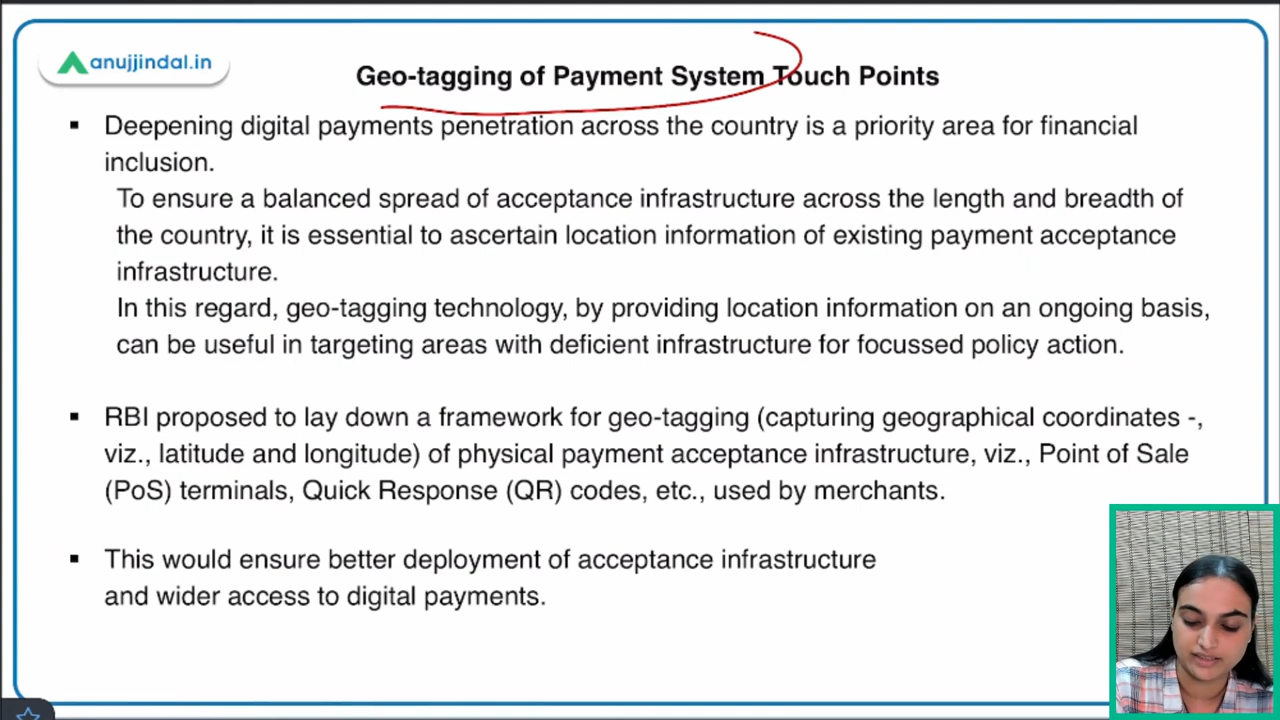 anujjindal.in
Geo-tagging of Payment System Touch Points
▪ Deepening digital payments penetration across the country is a priority area for financial
inclusion.
To ensure a balanced spread of acceptance infrastructure across the length and breadth of
the country, it is essential to ascertain location information of existing payment acceptance
infrastructure.
In this regard, geo-tagging technology, by providing location information on an ongoing basis,
can be useful in targeting areas with deficient infrastructure for focussed policy action.
▪ RBI proposed to lay down a framework for geo-tagging (capturing geographical coordinates -,
viz., latitude and longitude) of physical payment acceptance infrastructure, viz., Point of Sale
(PoS) terminals, Quick Response (QR) codes, etc., used by merchants.
▪ This would ensure better deployment of acceptance infrastructure
and wider access to digital payments.